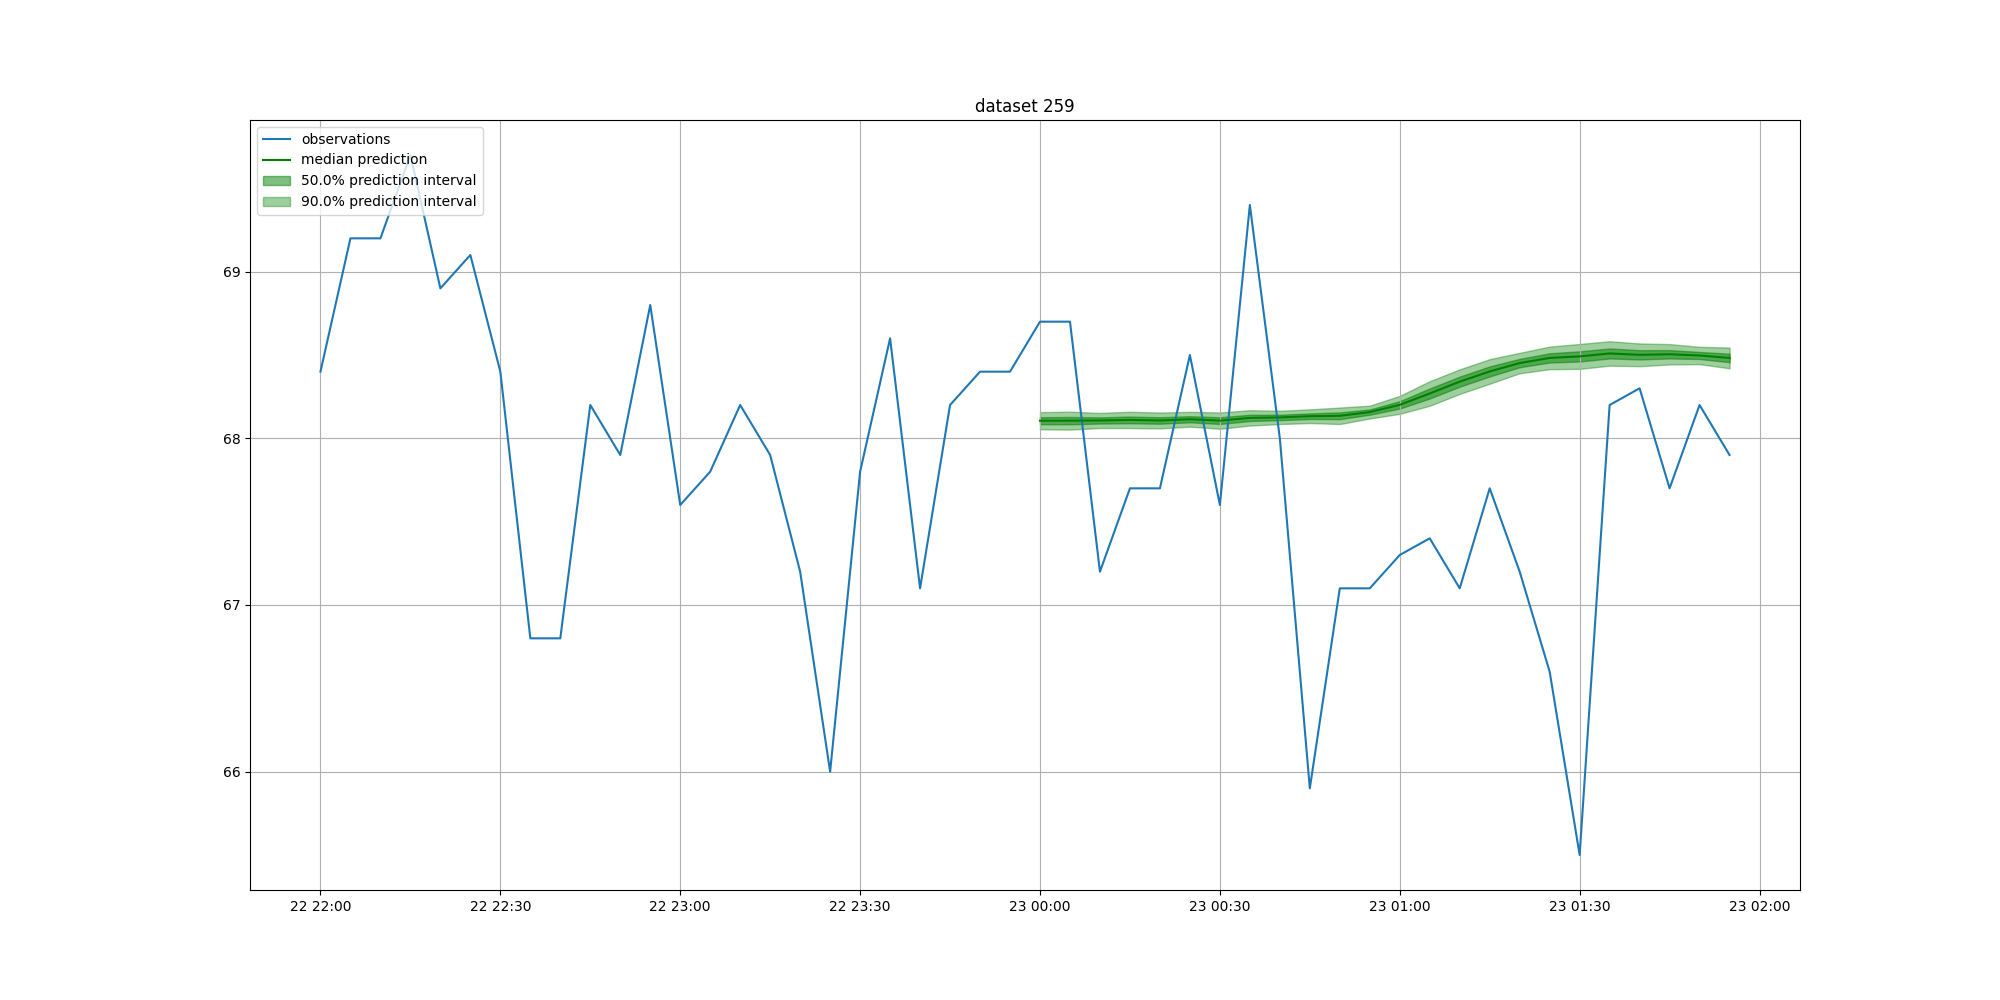 dataset 259
observations
median prediction
50.0% prediction interval
90.0% prediction interval
69
68
67
66
22 22:00 22 22:30 22 23:00 22 23:30 23 00:00 23 00:30 23 01:00 23 01:30 23 02:00